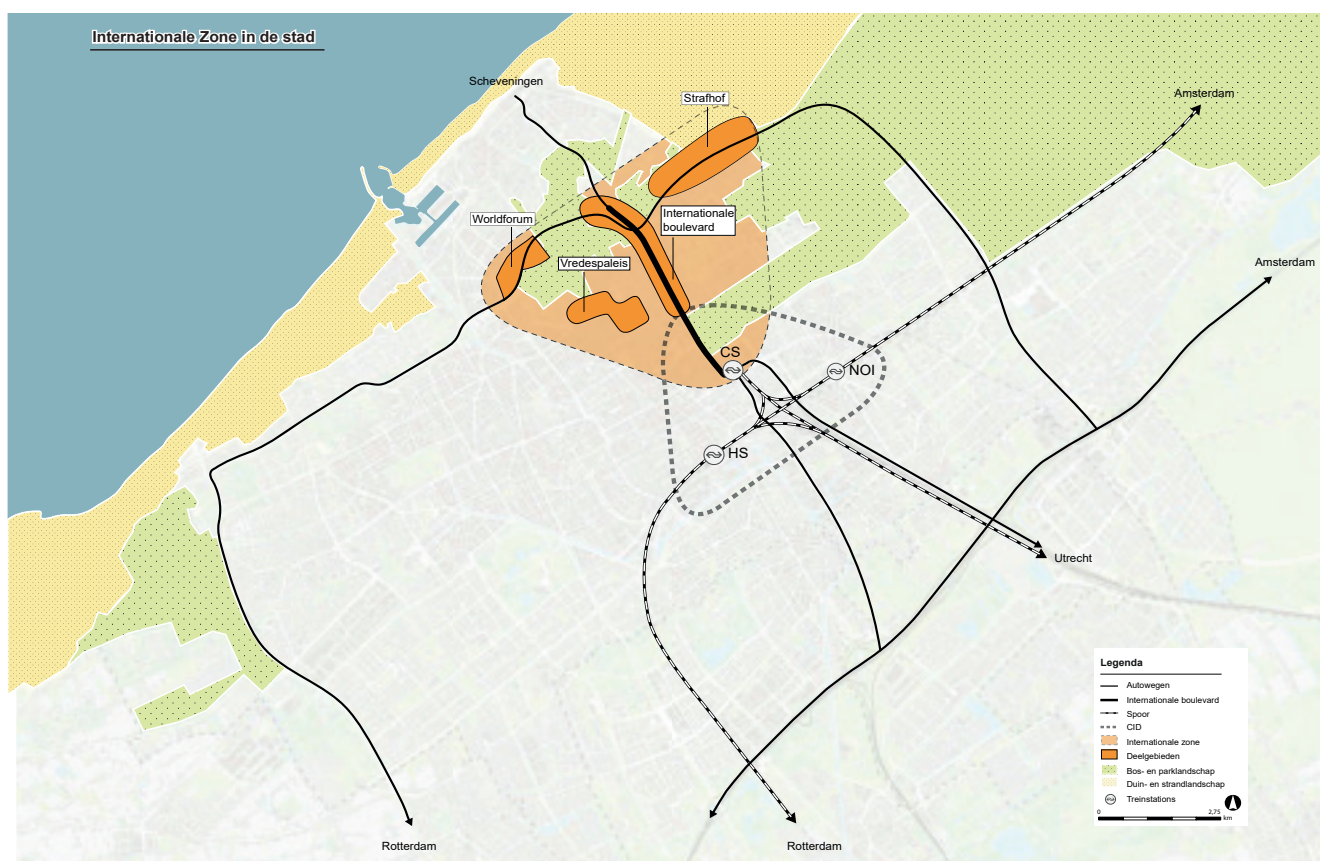 Internationale Zone in de stad
Scheveningen
Strafhof
Amsterdam
Worldforum
Internationale
boulevard
Vredespaleis
Amsterdam
CS
NOI
HS
Utrecht
Rotterdam
Rotterdam
Legenda
Autowegen
Internationale boulevard
Spoor
CID
Internationale zone
Deelgebieden
Bos- en parklandschap
Duin- en strandlandschap
Treinstations
0 2,75
km